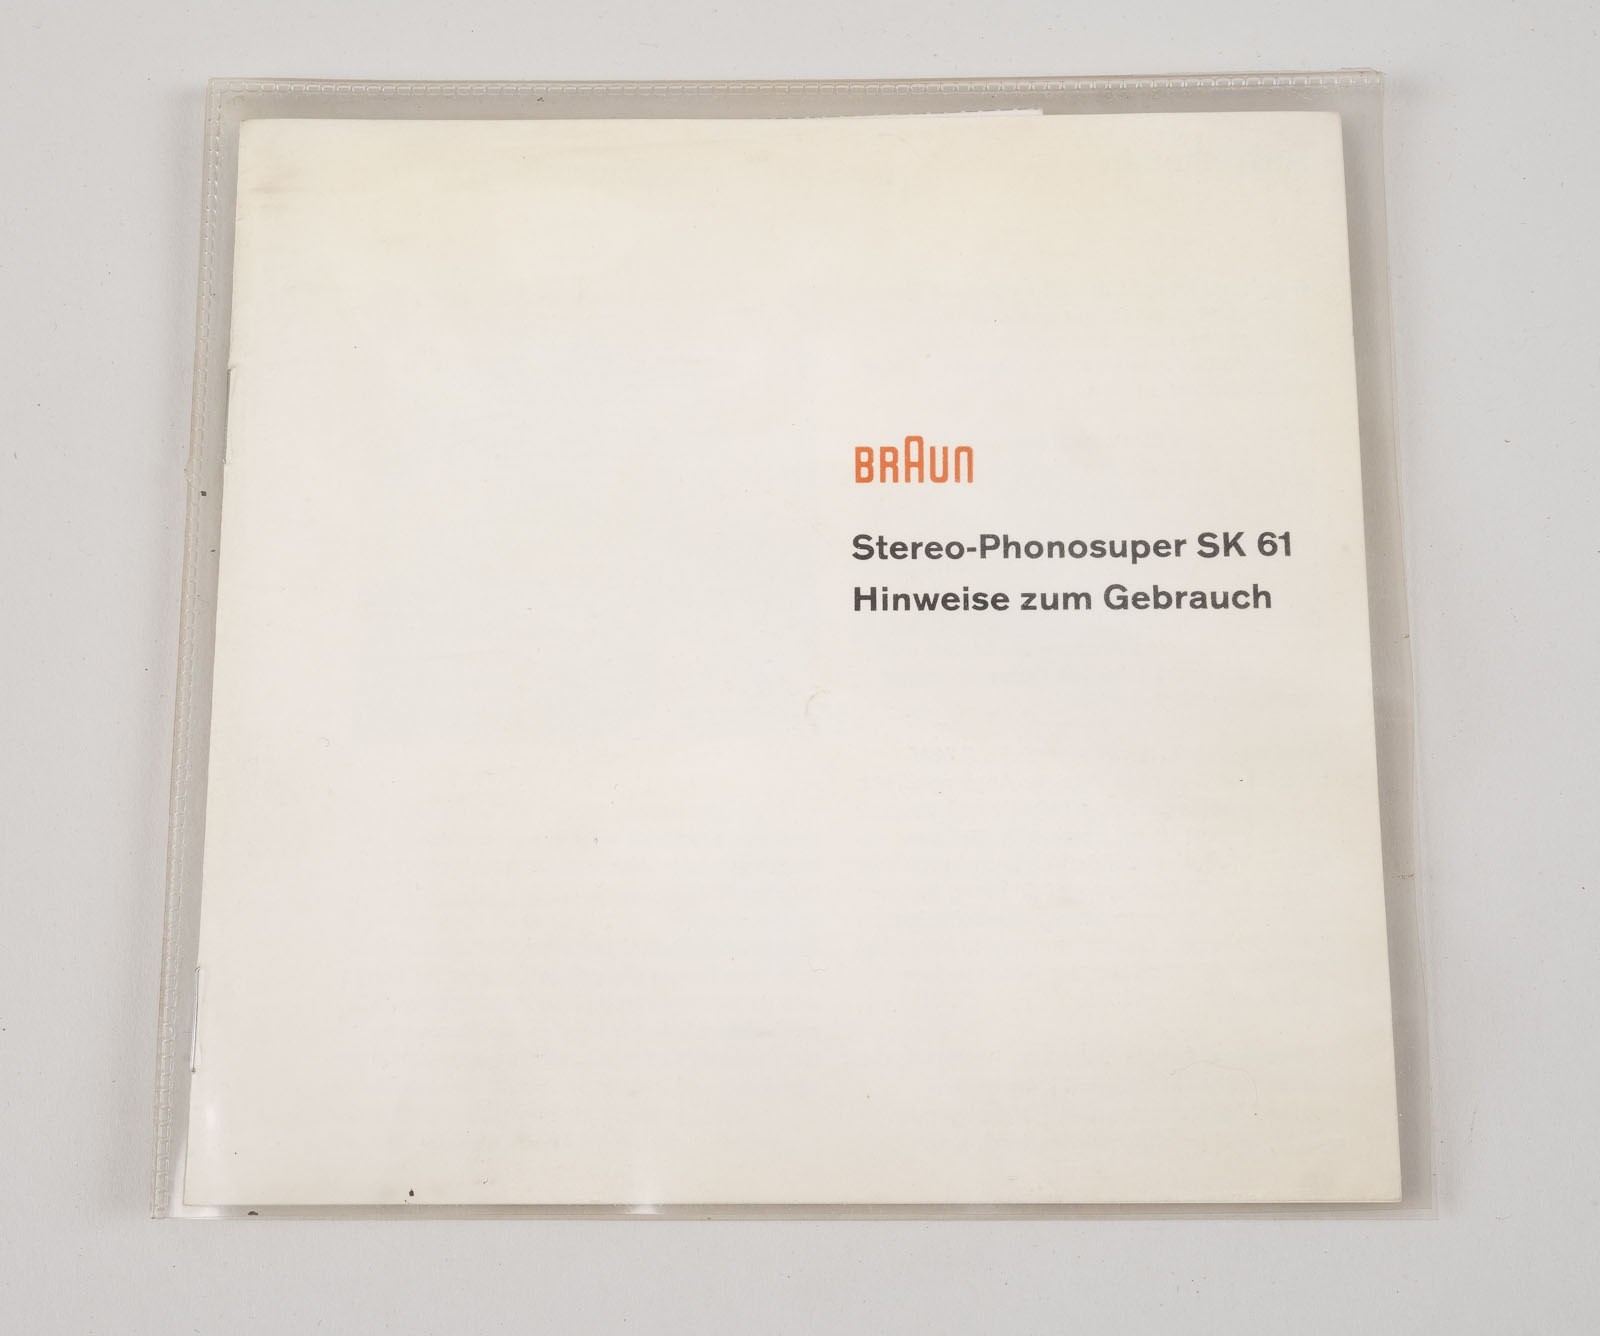 BRAUN
Stereo-Phonosuper SK 61
Hinweise zum Gebrauch